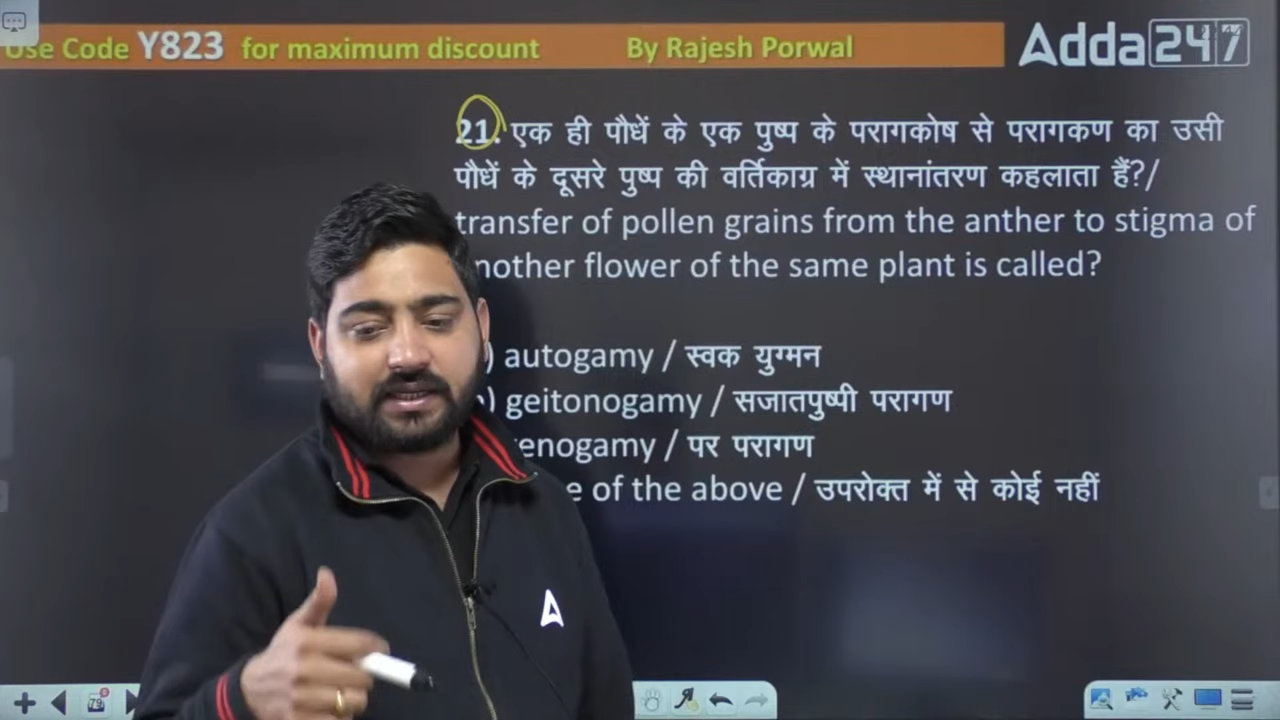 Use Code Y823 for maximum discount By Rajesh Porwal Adda247
21. एक ही पौधें के एक पुष्प के परागकोष से परागकण का उसी
पौधें के दूसरे पुष्प की वर्तिकाग्र में स्थानांतरण कहलाता हैं?/
transfer of pollen grains from the anther to stigma of
nother flower of the same plant is called?
) autogamy / स्वक युग्मन
) geitonogamy / सजातपुष्पी परागण
enogamy / पर परागण
e of the above / उपरोक्त में से कोई नहीं
79